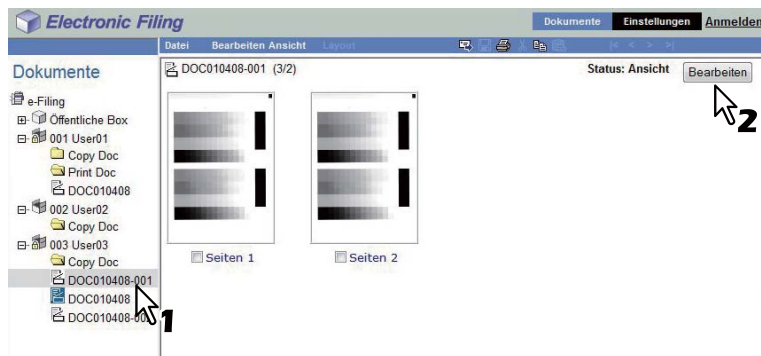 Electronic Filing
Dokumente Einstellungen Anmelden
Datei Bearbeiten Ansicht Layout
Dokumente
DOC010408-001 (3/2)
Status: Ansicht
Bearbeiten
e-Filing
Öffentliche Box
001 User01
Copy Doc
Print Doc
DOC010408
002 User02
Copy Doc
003 User03
Copy Doc
DOC010408-001
DOC010408
Seiten 1
Seiten 2
1
2